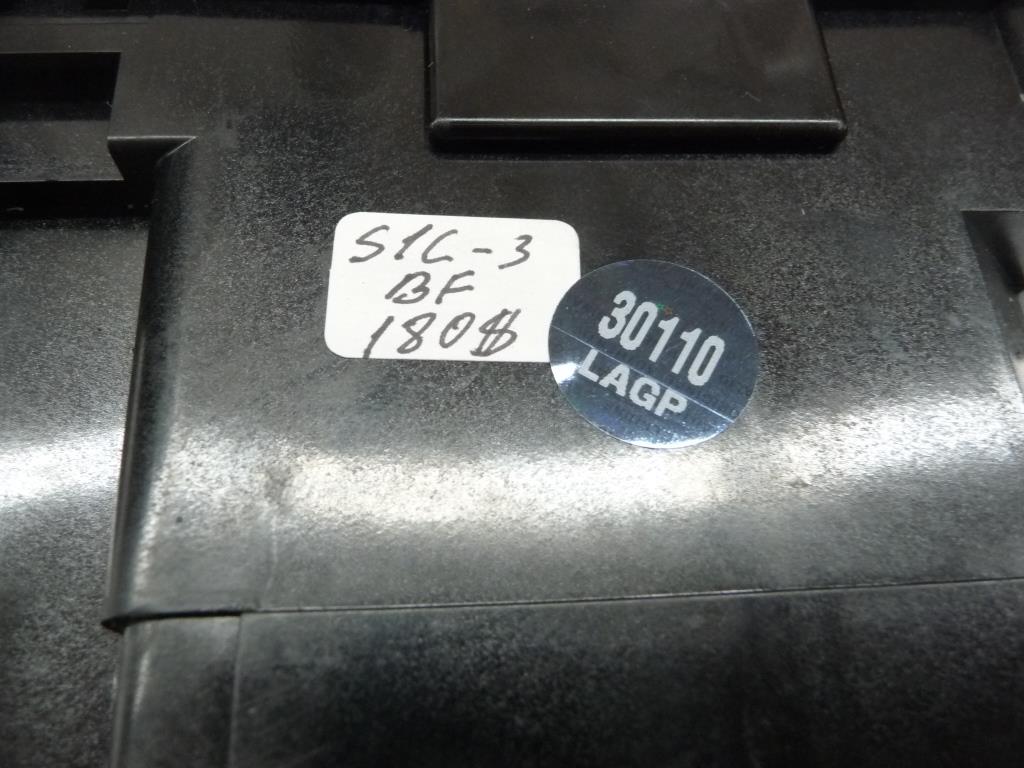 S1C-3
BF
180$
30110
LAGP